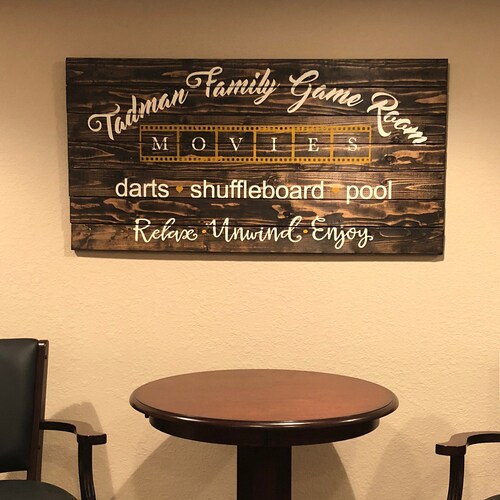 Tadman Family Game Room
MOVIES
darts shuffleboard pool
Relax · Unwind · Enjoy